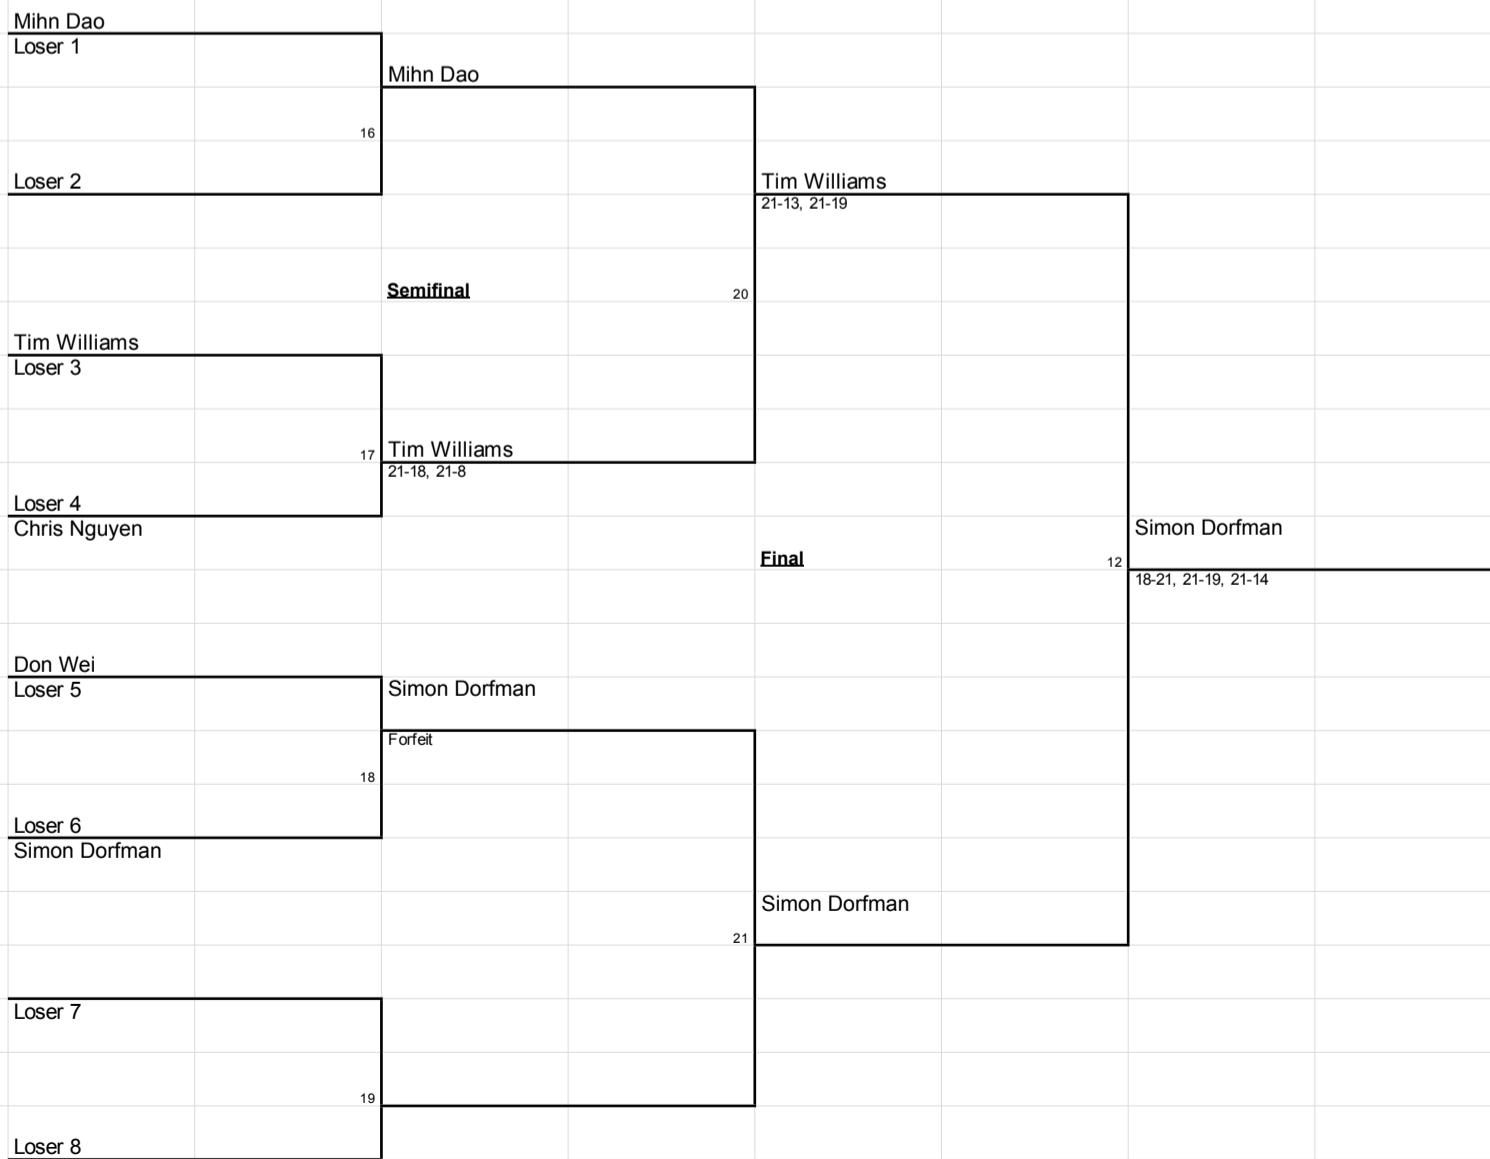 Mihn Dao
Loser 1
Mihn Dao
16
Loser 2
Tim Williams
21-13, 21-19
Semifinal
20
Tim Williams
Loser 3
17
Tim Williams
21-18, 21-8
Loser 4
Chris Nguyen
Simon Dorfman
Final
12
18-21, 21-19, 21-14
Don Wei
Loser 5
Simon Dorfman
Forfeit
18
Loser 6
Simon Dorfman
Simon Dorfman
21
Loser 7
19
Loser 8